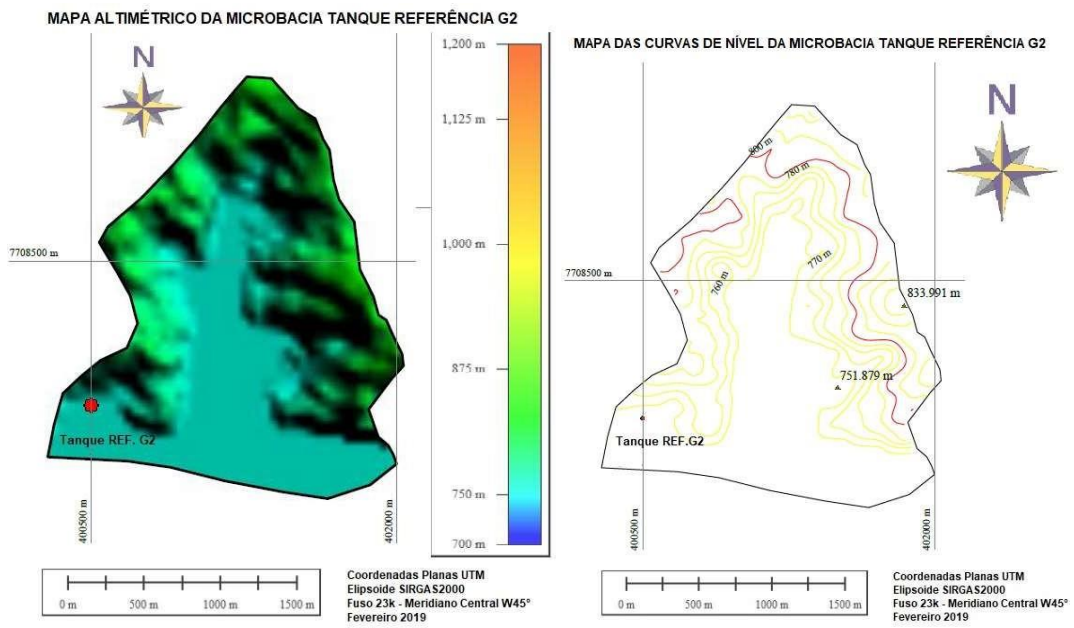 MAPA ALTIMÉTRICO DA MICROBACIA TANQUE REFERÊNCIA G2
N
7708500 m
Tanque REF. G2
400500 m
402000 m
1,200 m
1,125 m
1,000 m
875 m
750 m
700 m
0 m 500 m 1000 m 1500 m
Coordenadas Planas UTM
Elipsoide SIRGAS2000
Fuso 23k - Meridiano Central W45°
Fevereiro 2019
MAPA DAS CURVAS DE NÍVEL DA MICROBACIA TANQUE REFERÊNCIA G2
N
800 m
780 m
770 m
760 m
7708500 m
833.991 m
751.879 m
Tanque REF.G2
400500 m
402000 m
0 m 500 m 1000 m 1500 m
Coordenadas Planas UTM
Elipsoide SIRGAS2000
Fuso 23k - Meridiano Central W45°
Fevereiro 2019